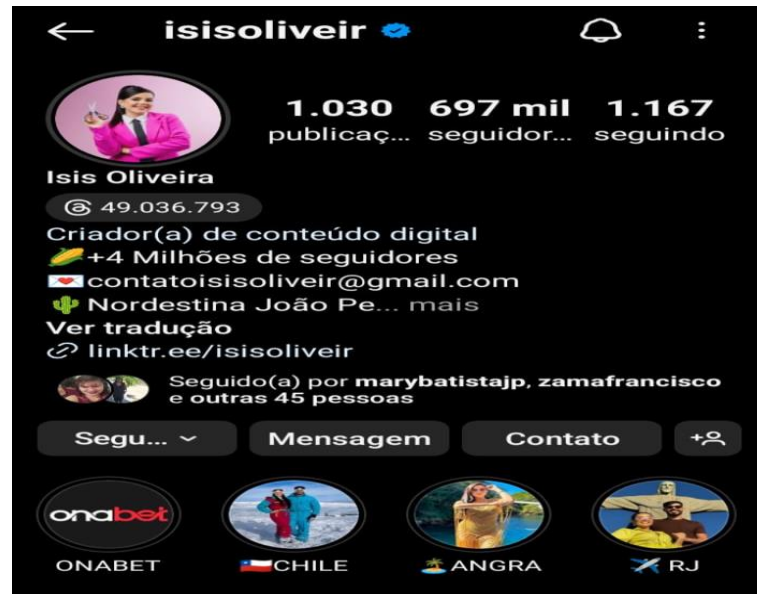 isisoliveir
1.030 697 mil 1.167
publicaç... seguidor... seguindo
Isis Oliveira
49.036.793
Criador(a) de conteúdo digital
🌽+4 Milhões de seguidores
💌contatoisisoliveir@gmail.com
🌵Nordestina João Pe... mais
Ver tradução
linktr.ee/isisoliveir
Seguido(a) por marybatistajp, zamafrancisco
e outras 45 pessoas
Segu... Mensagem Contato
onabet
ONABET 🇨🇱CHILE 🏝️ANGRA ✈️RJ